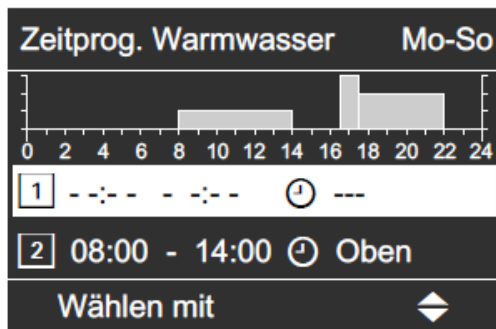 Zeitprog. Warmwasser Mo-So
0 2 4 6 8 10 12 14 16 18 20 22 24
1 --:-- - --:-- ---
2 08:00 - 14:00 Oben
Wählen mit